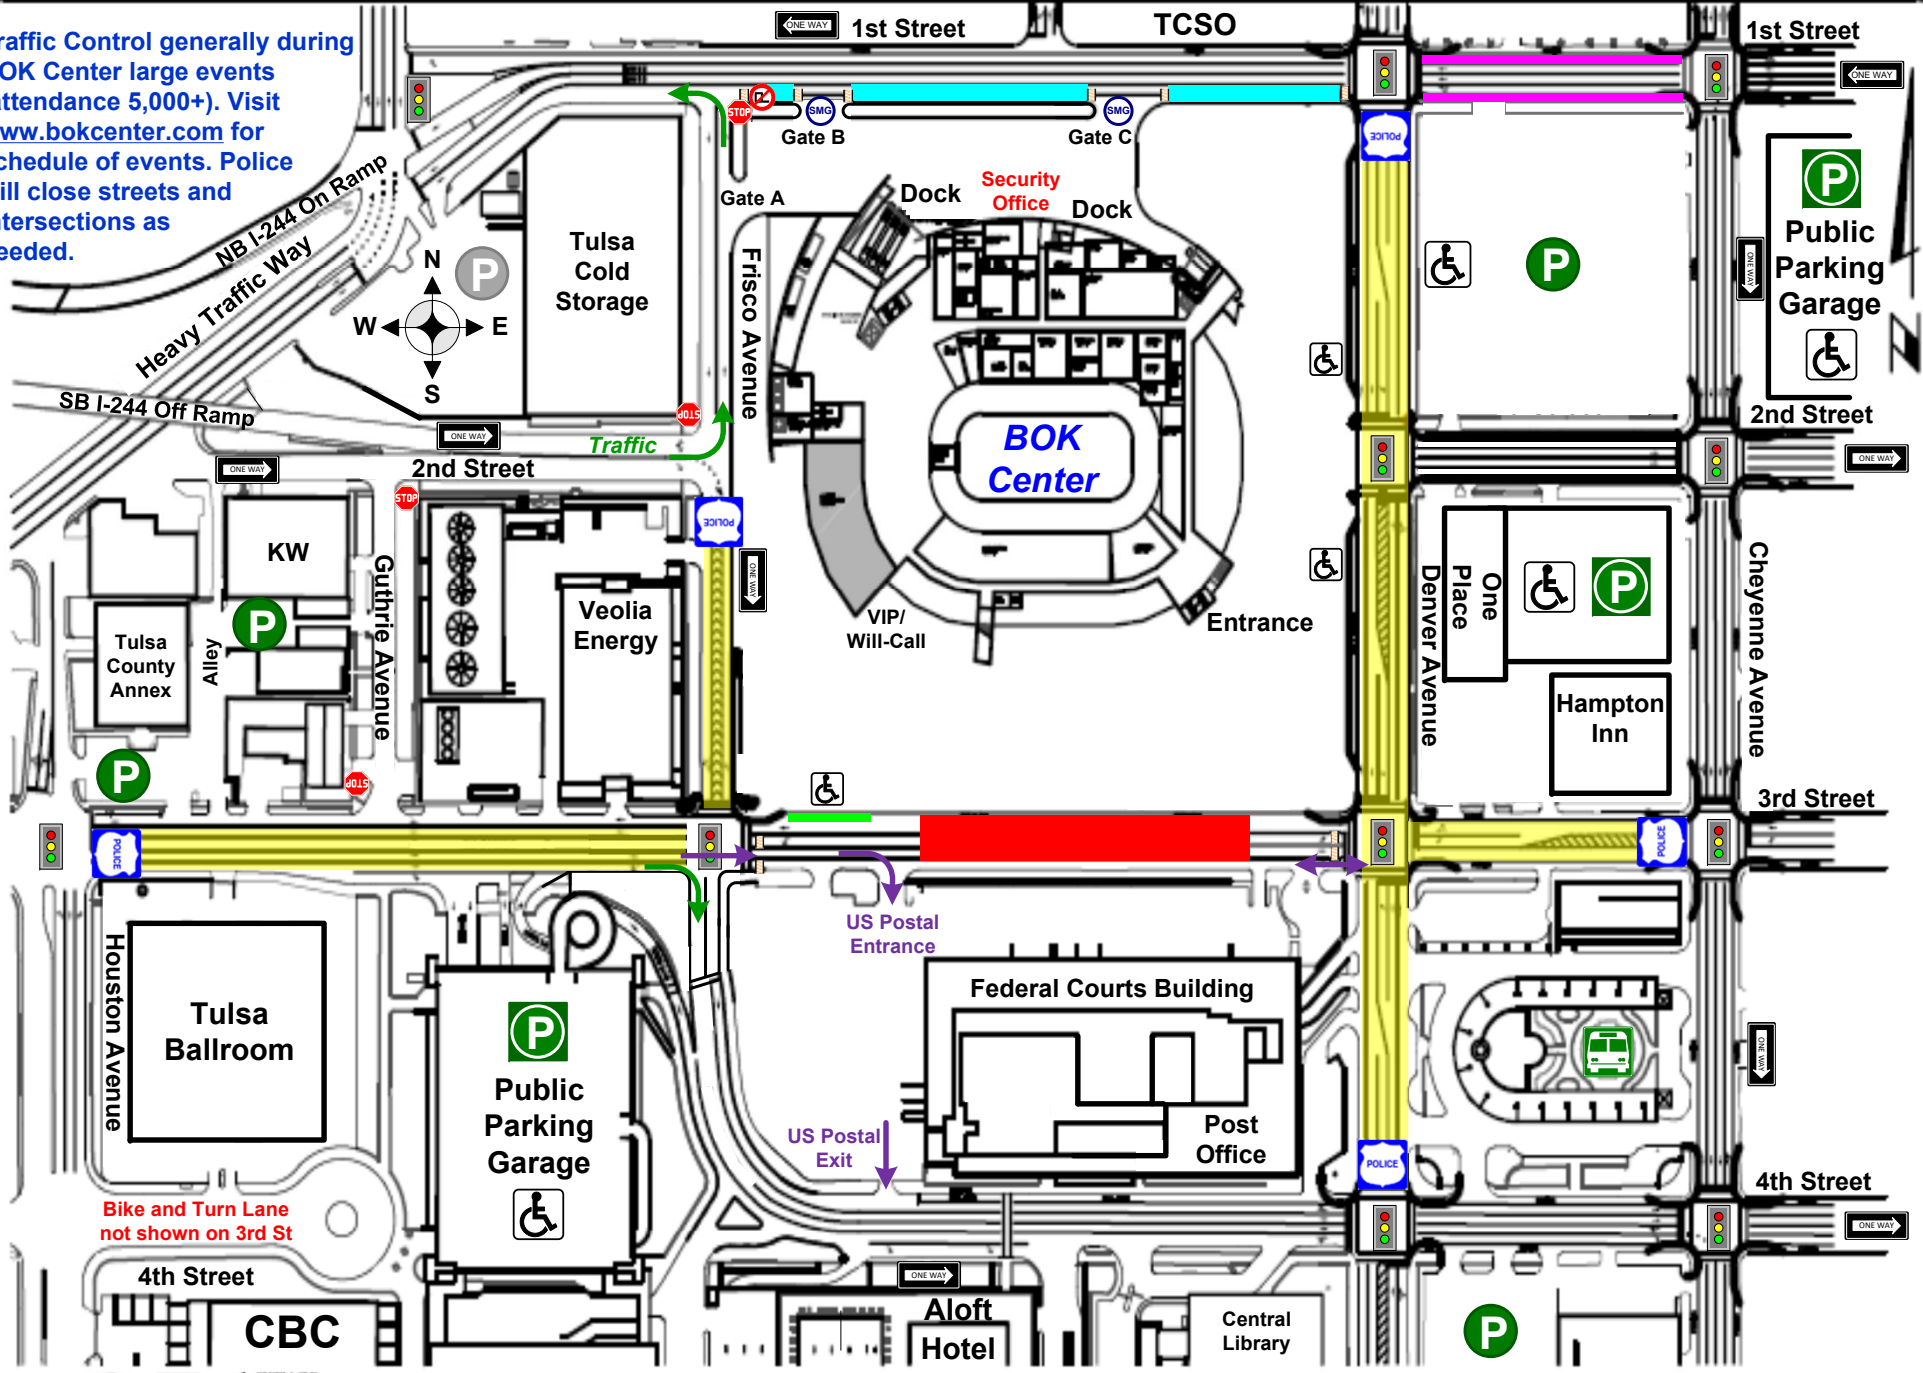 ONE WAY
1st Street
TCSO
1st Street
ONE WAY
raffic Control generally during
OK Center large events
attendance 5,000+). Visit
ww.bokcenter.com for
chedule of events. Police
ill close streets and
ntersections as
eeded.
STOP
SMG
SMG
Gate B
Gate C
POLICE
Gate A
Dock
Security
Office
Dock
P
Public
Parking
Garage
NB I-244 On Ramp
Heavy Traffic Way
N
W
E
S
P
Tulsa
Cold
Storage
Frisco Avenue
P
ONE WAY
SB I-244 Off Ramp
STOP
ONE WAY
Traffic
2nd Street
ONE WAY
BOK
Center
2nd Street
ONE WAY
STOP
POLICE
KW
Guthrie Avenue
ONE WAY
Veolia
Energy
VIP/
Will-Call
Entrance
Denver Avenue
One
Place
P
Cheyenne Avenue
P
Tulsa
County
Annex
Alley
Hampton
Inn
P
STOP
3rd Street
POLICE
POLICE
US Postal
Entrance
Houston Avenue
Tulsa
Ballroom
P
Public
Parking
Garage
Federal Courts Building
Post
Office
US Postal
Exit
ONE WAY
POLICE
4th Street
ONE WAY
Bike and Turn Lane
not shown on 3rd St
4th Street
CBC
ONE WAY
Aloft
Hotel
Central
Library
P